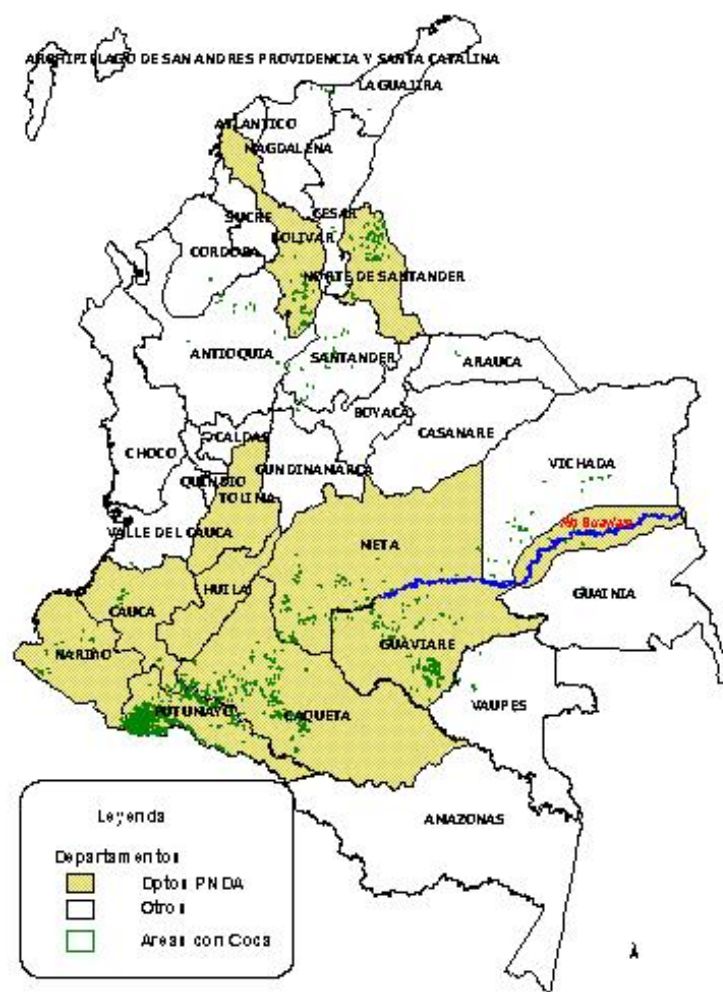 ARCHIPIELAGO DE SAN ANDRES PROVIDENCIA Y SANTA CATALINA
LA GUAJIRA
ATLANTICO
MAGDALENA
SUCRE
CESAR
BOLIVAR
CORDOBA
NORTE DE SANTANDER
ANTIOQUIA
SANTANDER
ARAUCA
BOYACA
CASANARE
CHOCO
CALDAS
CUNDINAMARCA
VICHADA
QUINDIO
TOLIMA
Rio Guaviare
VALLE DEL CAUCA
META
HUILA
GUAINIA
CAUCA
GUAVIARE
NARIÑO
PUTUMAYO
CAQUETA
VAUPES
AMAZONAS
Leyenda
Departamentos
Dptos PNDA
Otros
Areas con Coca